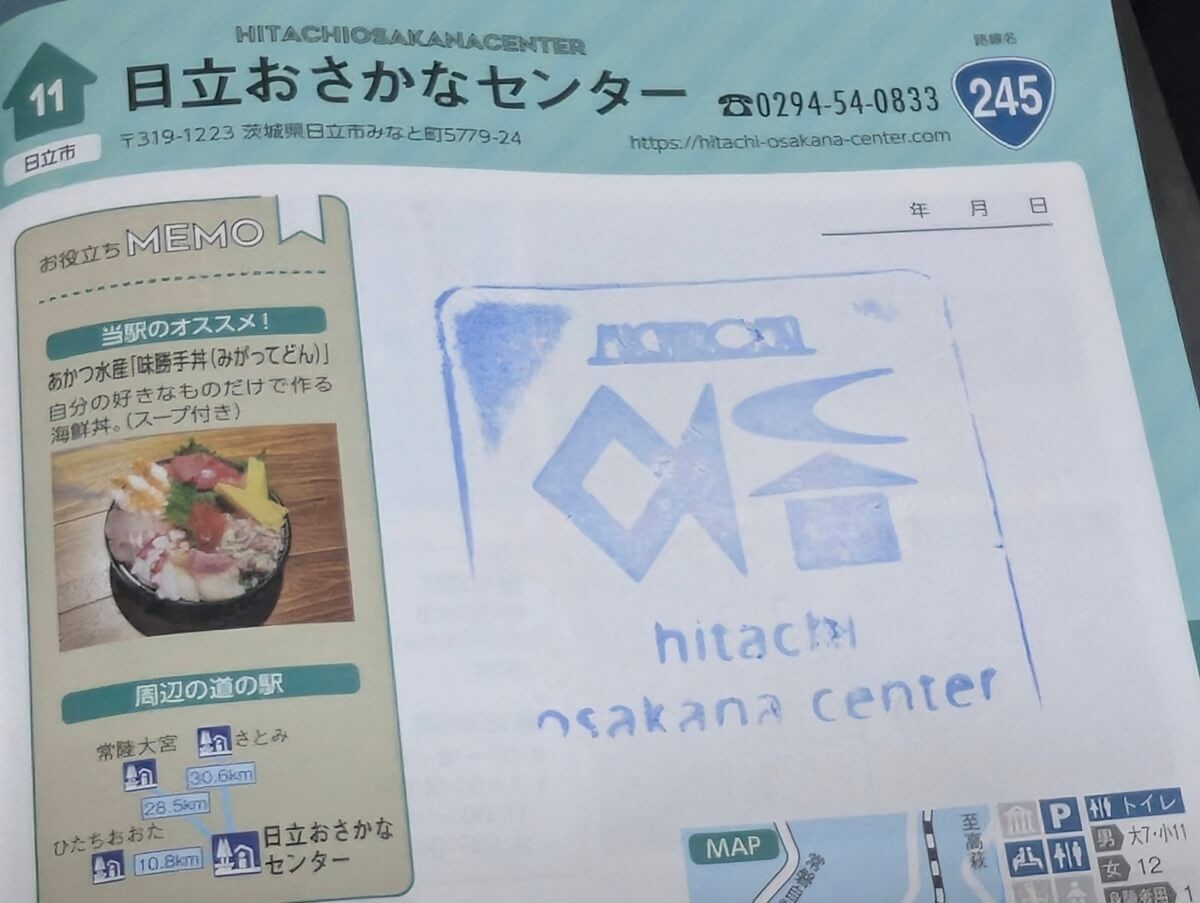 HITACHIOSAKANACENTER
11
日立おさかなセンター
☎0294-54-0833
路線名
245
日立市
〒319-1223 茨城県日立市みなと町5779-24
https://hitachi-osakana-center.com
年 月 日
お役立ちMEMO
当駅のオススメ!
あかつ水産「味勝手丼(みがってどん)」
自分の好きなものだけで作る
海鮮丼。(スープ付き)
周辺の道の駅
常陸大宮
さとみ
30.6km
28.5km
ひたちおおた
10.8km
日立おさかな
センター
hitachi
osakana center
MAP
至高萩
P
トイレ
男 大7・小11
女 12